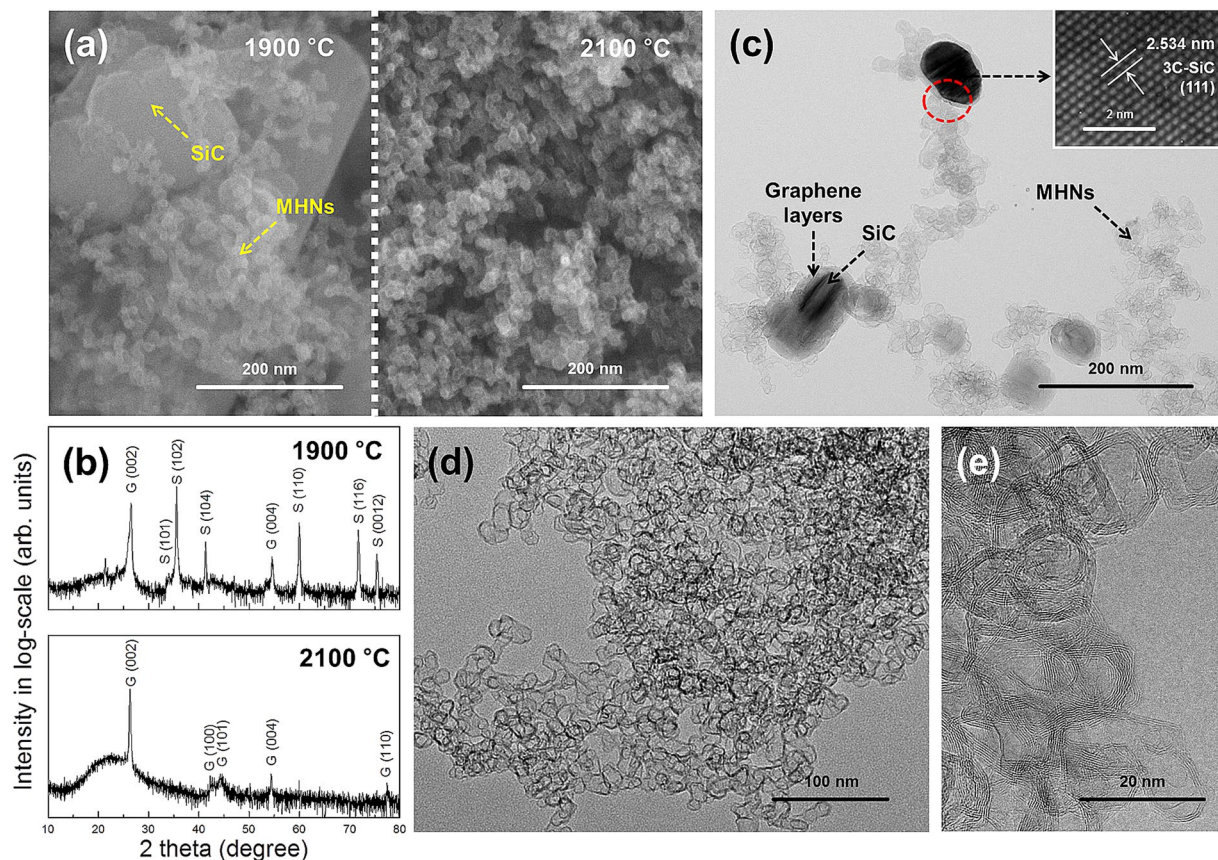 (a)
1900 °C
2100 °C
SiC
MHNs
200 nm
200 nm
(c)
2.534 nm
3C-SiC
(111)
2 nm
Graphene
layers
SiC
MHNs
200 nm
(b)
1900 °C
G (002)
S (101)
S (102)
S (104)
G (004)
S (110)
S (116)
S (0012)
2100 °C
G (002)
G (100)
G (101)
G (004)
G (110)
10 20 30 40 50 60 70 80
2 theta (degree)
Intensity in log-scale (arb. units)
(d)
100 nm
(e)
20 nm